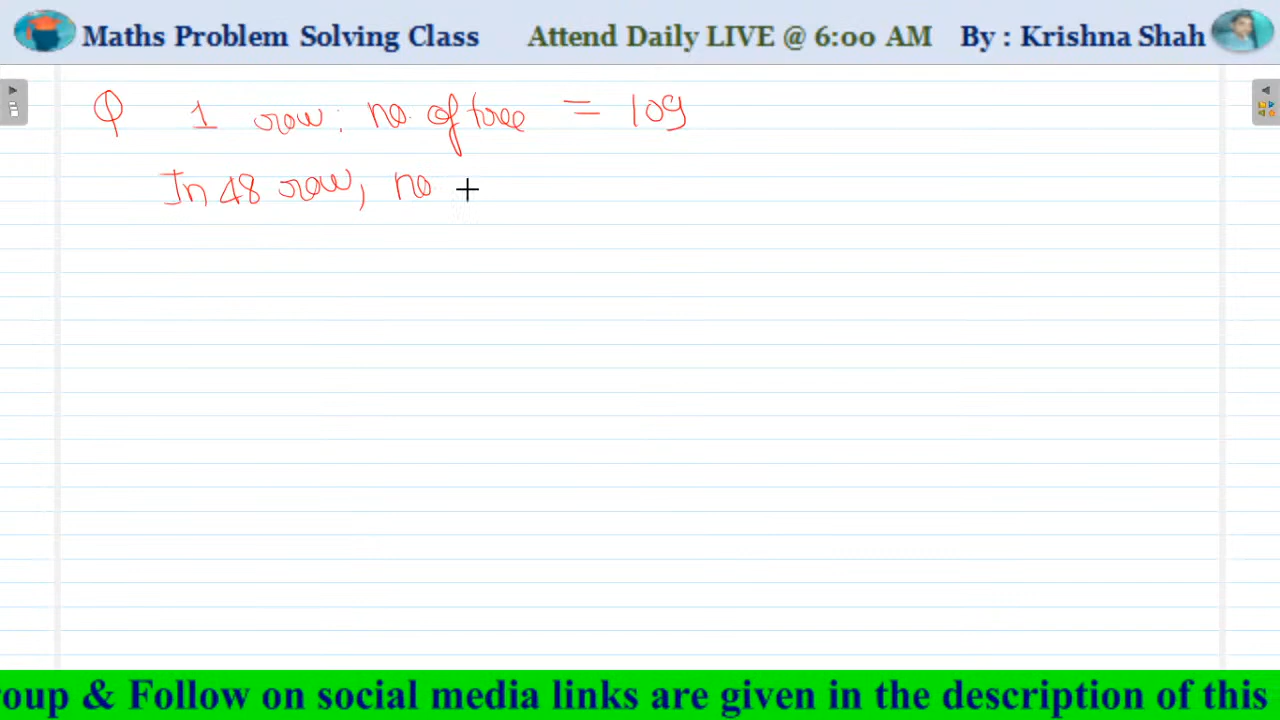 Maths Problem Solving Class Attend Daily LIVE @ 6:00 AM By : Krishna Shah
Q 1 row : no. of tree = 109
In 48 row, no
roup & Follow on social media links are given in the description of this